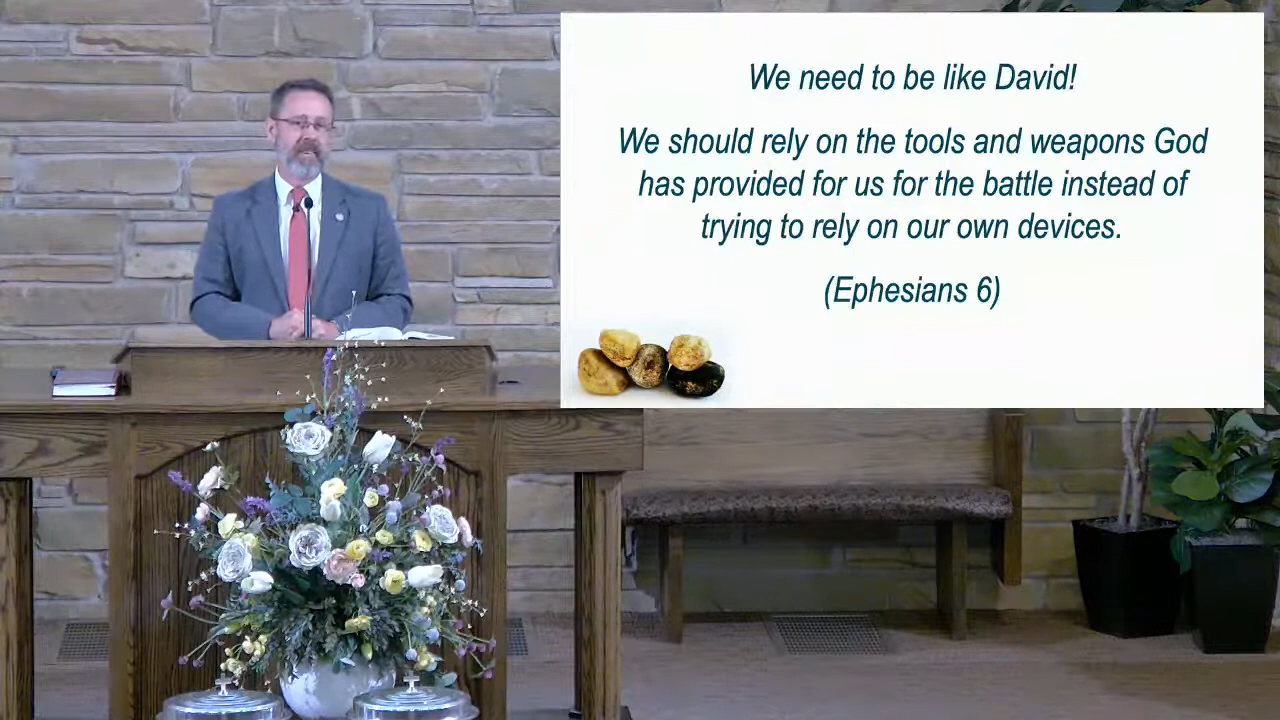 We need to be like David!
We should rely on the tools and weapons God
has provided for us for the battle instead of
trying to rely on our own devices.
(Ephesians 6)